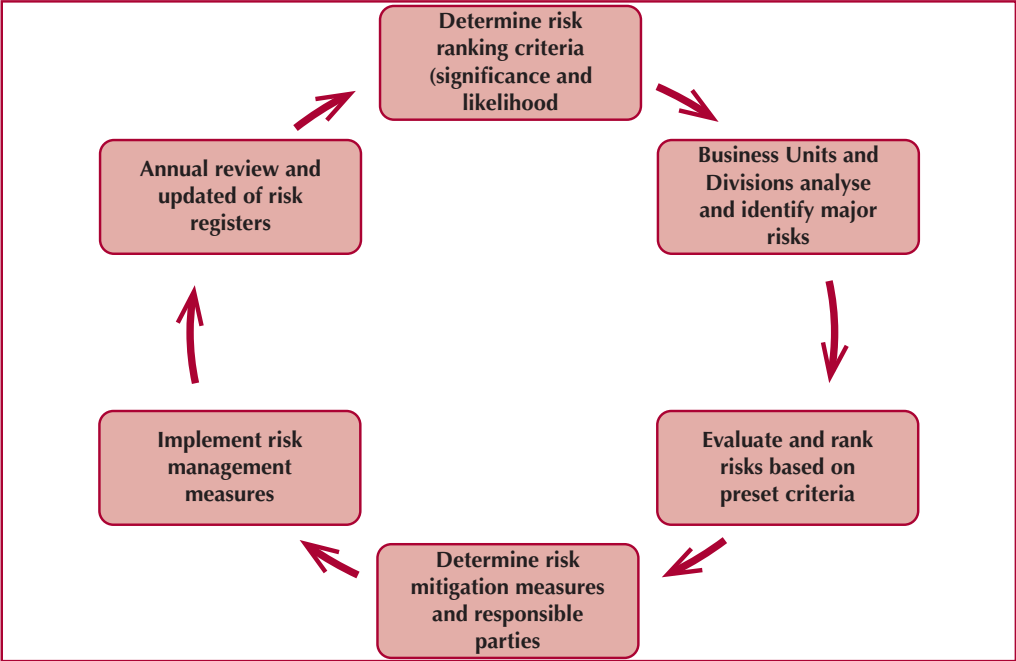 Determine risk
ranking criteria
(significance and
likelihood
Business Units and
Divisions analyse
and identify major
risks
Evaluate and rank
risks based on
preset criteria
Determine risk
mitigation measures
and responsible
parties
Implement risk
management
measures
Annual review and
updated of risk
registers